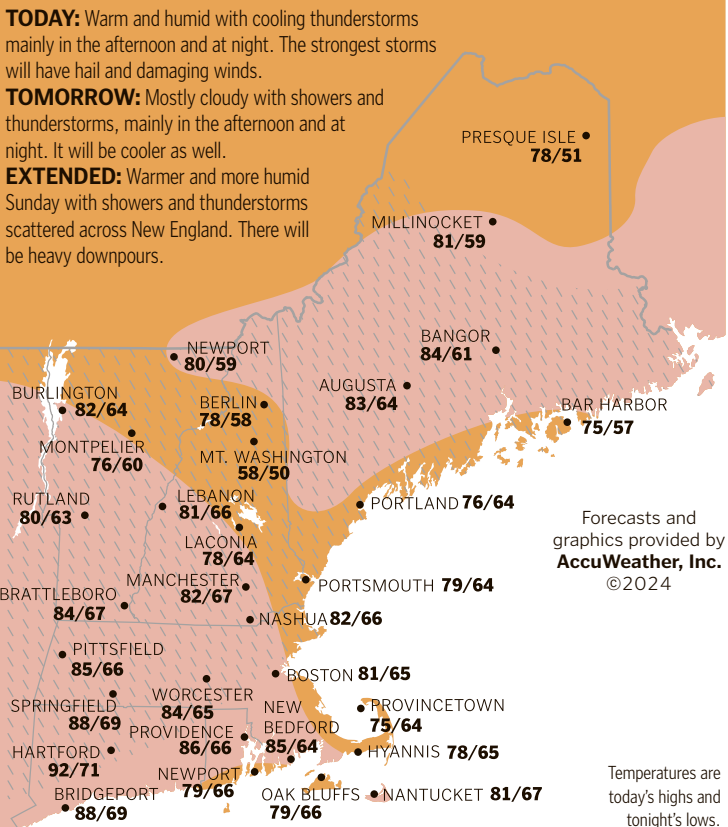 TODAY: Warm and humid with cooling thunderstorms
mainly in the afternoon and at night. The strongest storms
will have hail and damaging winds.
TOMORROW: Mostly cloudy with showers and
thunderstorms, mainly in the afternoon and at
night. It will be cooler as well.
EXTENDED: Warmer and more humid
Sunday with showers and thunderstorms
scattered across New England. There will
be heavy downpours.
PRESQUE ISLE
78/51
MILLINOCKET
81/59
BANGOR
84/61
NEWPORT
80/59
AUGUSTA
83/64
BURLINGTON
82/64
BERLIN
78/58
BAR HARBOR
75/57
MONTPELIER
76/60
MT. WASHINGTON
58/50
RUTLAND
80/63
LEBANON
81/66
PORTLAND 76/64
LACONIA
78/64
Forecasts and
graphics provided by
AccuWeather, Inc.
©2024
MANCHESTER
82/67
PORTSMOUTH 79/64
BRATTLEBORO
84/67
NASHUA 82/66
PITTSFIELD
85/66
BOSTON 81/65
SPRINGFIELD
88/69
WORCESTER
84/65
NEW
BEDFORD
85/64
PROVINCETOWN
75/64
PROVIDENCE
86/66
HARTFORD
92/71
HYANNIS 78/65
NEWPORT
79/66
BRIDGEPORT
88/69
OAK BLUFFS
79/66
NANTUCKET 81/67
Temperatures are
today's highs and
tonight's lows.